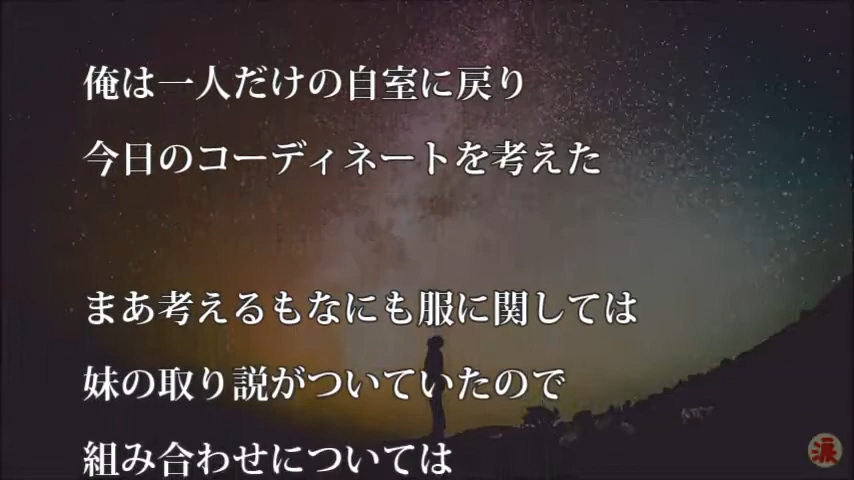 俺は一人だけの自室に戻り
今日のコーディネートを考えた
まあ考えるもなにも服に関しては
妹の取り説がついていたので
組み合わせについては
涙